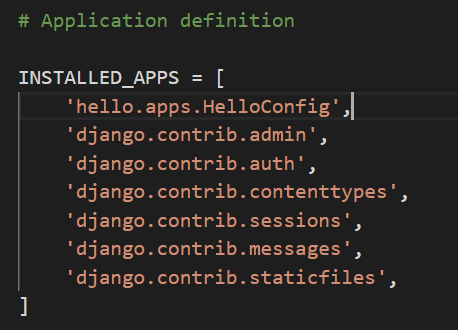 # Application definition
INSTALLED_APPS = [
    'hello.apps.HelloConfig',
    'django.contrib.admin',
    'django.contrib.auth',
    'django.contrib.contenttypes',
    'django.contrib.sessions',
    'django.contrib.messages',
    'django.contrib.staticfiles',
]